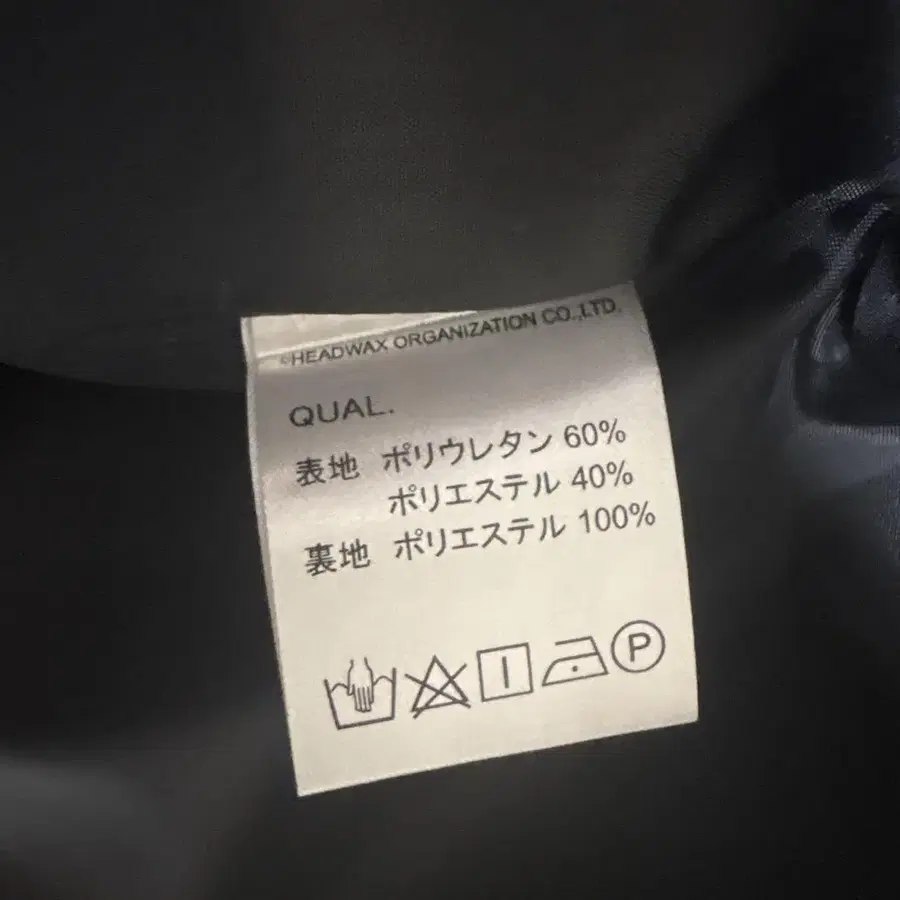 ©HEADWAX ORGANIZATION CO.,LTD.
QUAL.
表地 ポリウレタン 60%
ポリエステル 40%
裏地 ポリエステル 100%
P